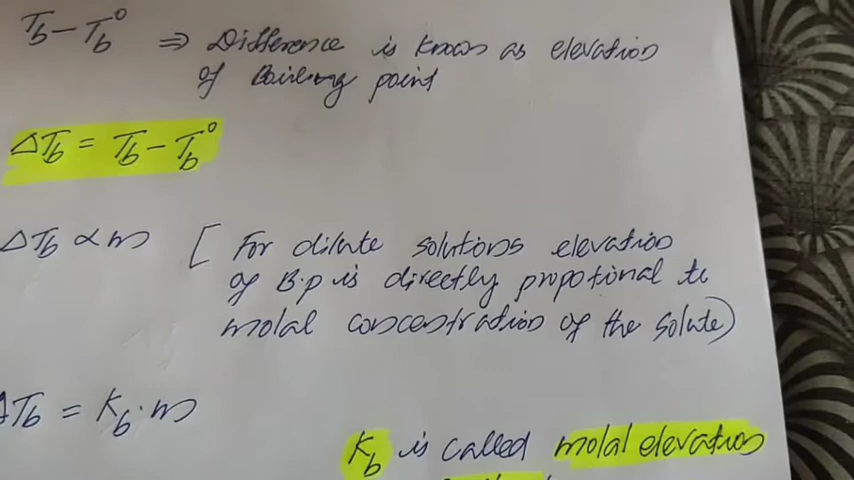 Tb - Tb° ⇒ Difference is known as elevation
of Boiling point
ΔTb = Tb - Tb°
ΔTb ∝ m [ For dilute solutions elevation
of B.p is directly propotional to
molal concentration of the solute)
ΔTb = Kb. m
Kb is called molal elevation